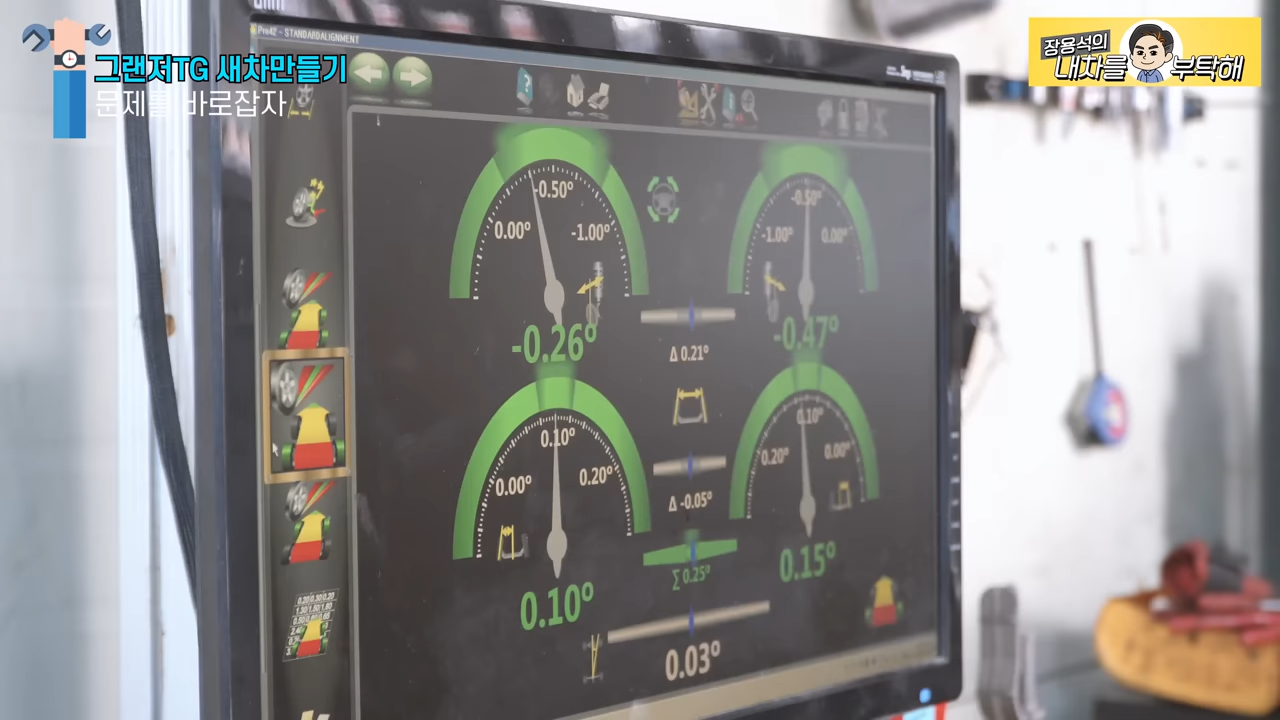 그랜저TG 새차만들기
문제를 바로잡자
장용석의
내차를 부탁해
Pro42 - STANDARDALIGNMENT
-0.50°
0.00°
-1.00°
-0.26°
-0.50°
-1.00°
0.00°
-0.47°
Δ 0.21°
0.10°
0.00°
0.20°
0.10°
0.10°
0.20°
0.00°
0.15°
Δ -0.05°
∑ 0.25°
0.03°